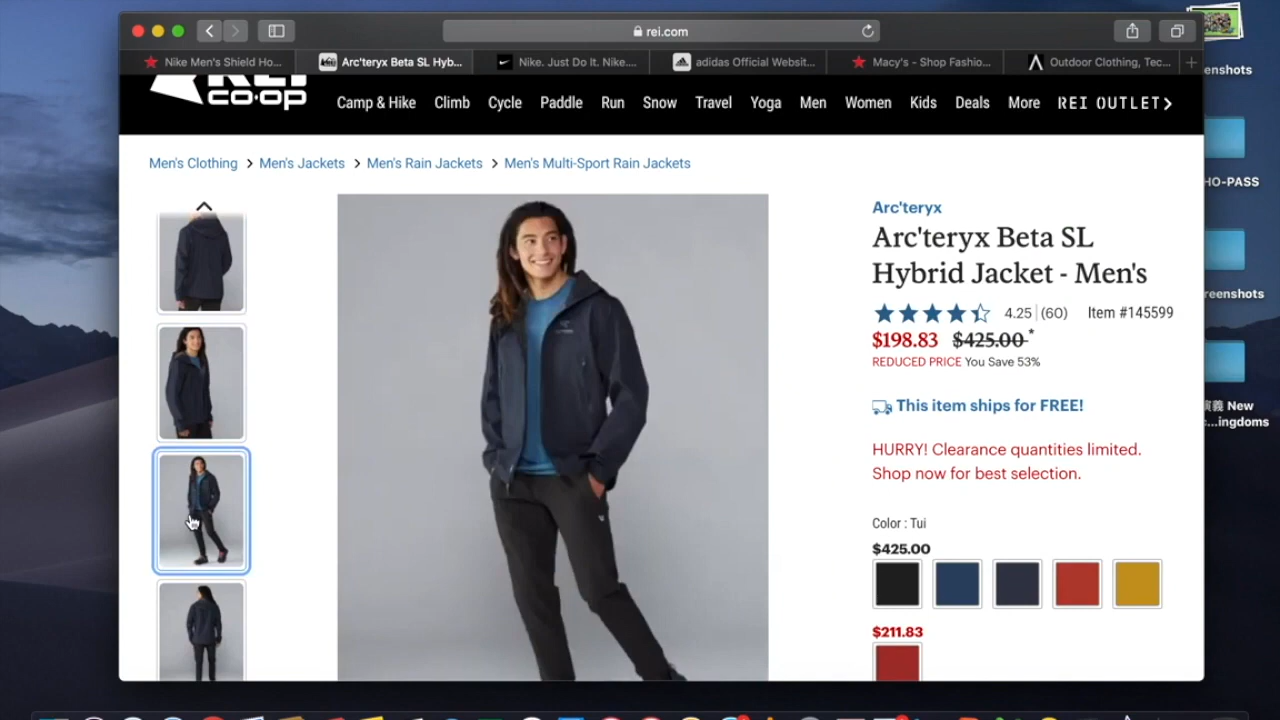 rei.com
Nike Men's Shield Ho...
Arc'teryx Beta SL Hyb...
Nike. Just Do It. Nike....
adidas Official Websit...
Macy's - Shop Fashio...
Outdoor Clothing, Tec...
enshots
co·op
Camp & Hike Climb Cycle Paddle Run Snow Travel Yoga Men Women Kids Deals More REI OUTLET
Men's Clothing Men's Jackets Men's Rain Jackets Men's Multi-Sport Rain Jackets
HO-PASS
Arc'teryx
Arc'teryx Beta SL
Hybrid Jacket - Men's
4.25 (60) Item #145599
$198.83 $425.00*
REDUCED PRICE You Save 53%
reenshots
This item ships for FREE!
演義 New
...ingdoms
HURRY! Clearance quantities limited.
Shop now for best selection.
Color : Tui
$425.00
$211.83